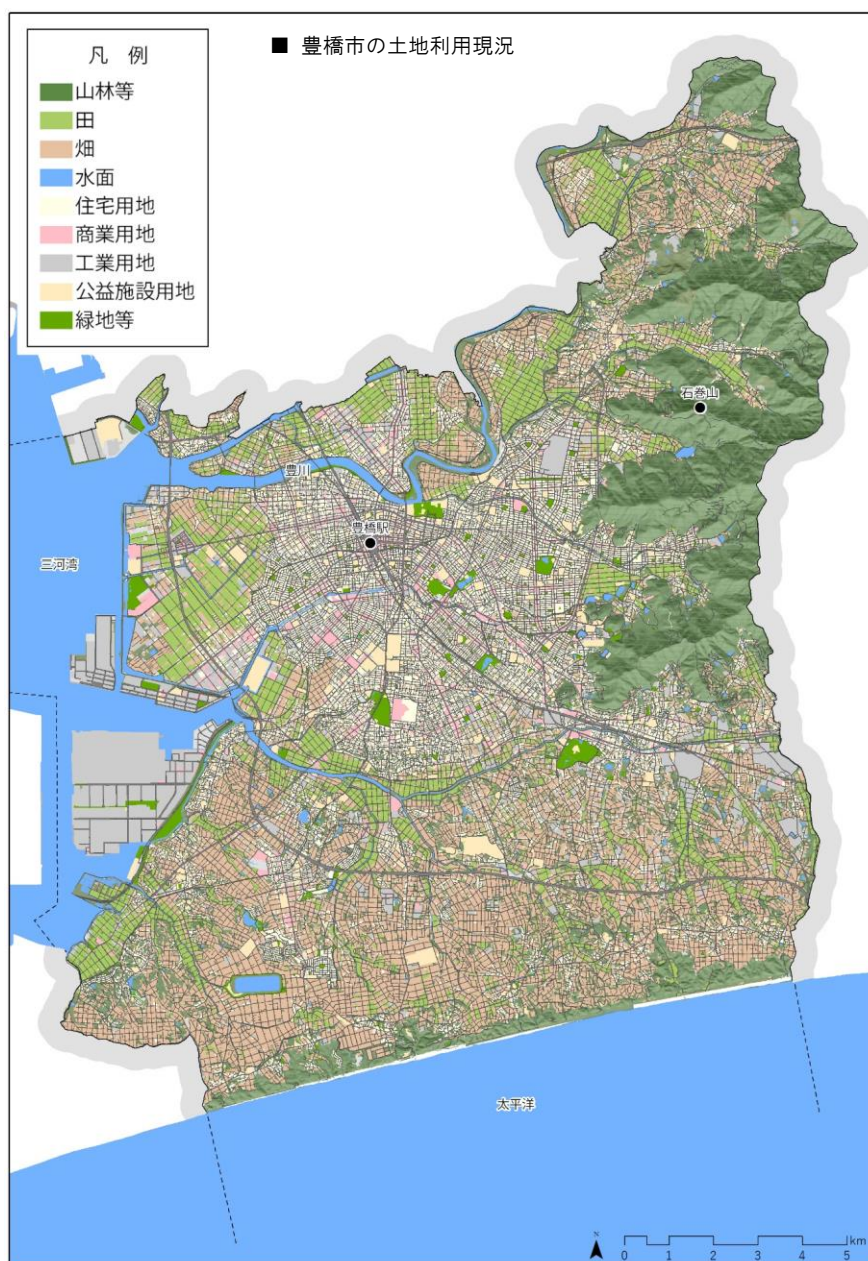 ■ 豊橋市の土地利用現況
凡 例
山林等
田
畑
水面
住宅用地
商業用地
工業用地
公益施設用地
緑地等
石巻山
豊川
豊橋駅
三河湾
太平洋
N
0 1 2 3 4 5 km